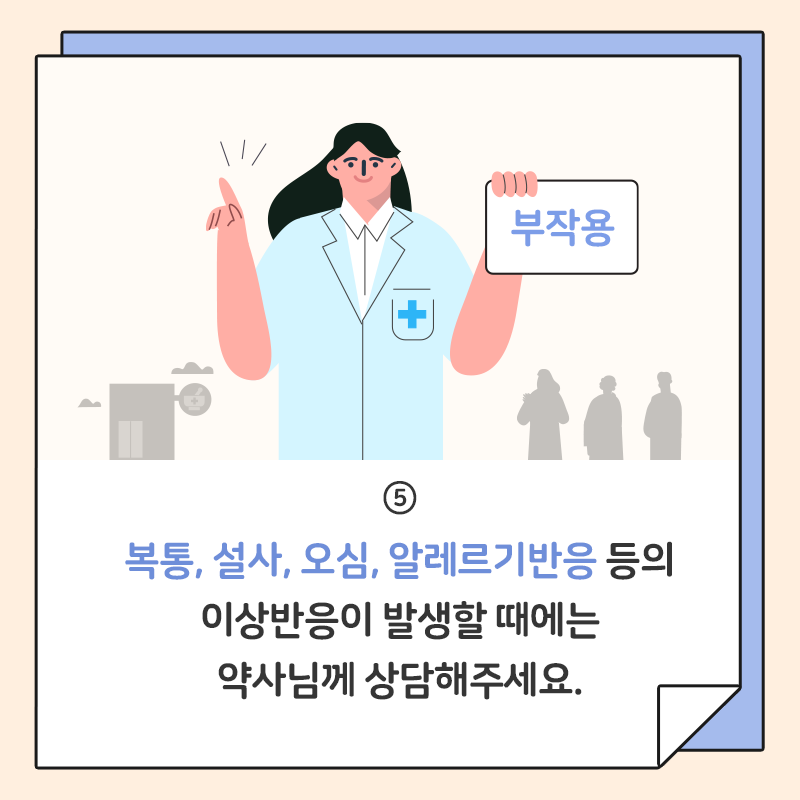 부작용
⑤
복통, 설사, 오심, 알레르기반응 등의
이상반응이 발생할 때에는
약사님께 상담해주세요.